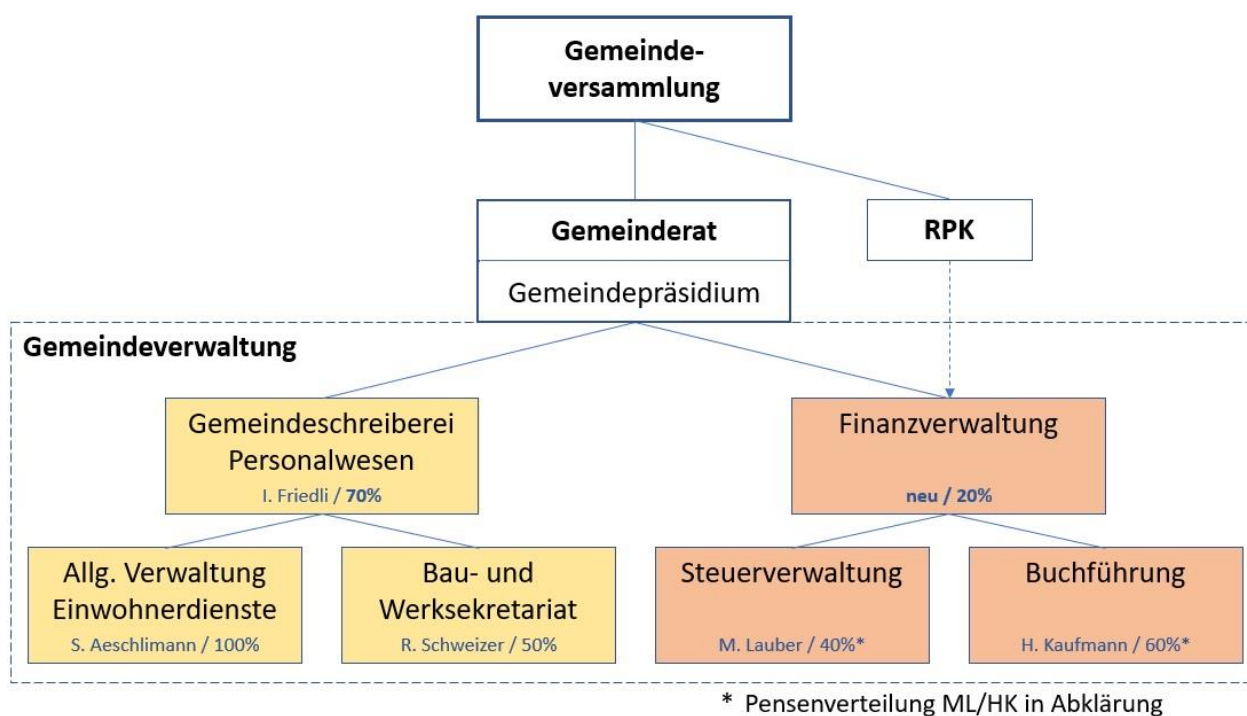 Gemeinde-
versammlung
Gemeinderat
RPK
Gemeindepräsidium
Gemeindeverwaltung
Gemeindeschreiberei
Personalwesen
I. Friedli / 70%
Finanzverwaltung
neu / 20%
Allg. Verwaltung
Einwohnerdienste
S. Aeschlimann / 100%
Bau- und
Werksekretariat
R. Schweizer / 50%
Steuerverwaltung
M. Lauber / 40%*
Buchführung
H. Kaufmann / 60%*
* Pensenverteilung ML/HK in Abklärung